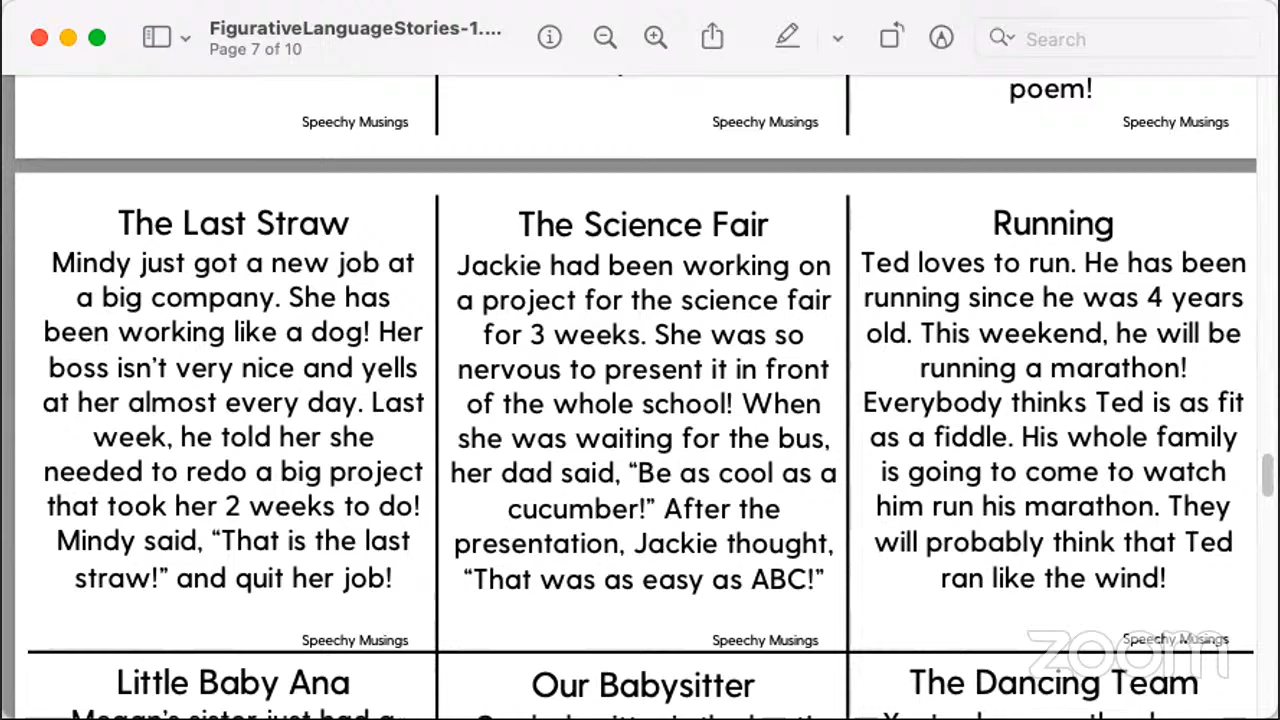 FigurativeLanguageStories-1....
Page 7 of 10
Search
poem!
Speechy Musings
Speechy Musings
Speechy Musings
The Last Straw
Mindy just got a new job at
a big company. She has
been working like a dog! Her
boss isn't very nice and yells
at her almost every day. Last
week, he told her she
needed to redo a big project
that took her 2 weeks to do!
Mindy said, “That is the last
straw!” and quit her job!
Speechy Musings
The Science Fair
Jackie had been working on
a project for the science fair
for 3 weeks. She was so
nervous to present it in front
of the whole school! When
she was waiting for the bus,
her dad said, “Be as cool as a
cucumber!” After the
presentation, Jackie thought,
“That was as easy as ABC!”
Speechy Musings
Running
Ted loves to run. He has been
running since he was 4 years
old. This weekend, he will be
running a marathon!
Everybody thinks Ted is as fit
as a fiddle. His whole family
is going to come to watch
him run his marathon. They
will probably think that Ted
ran like the wind!
Speechy Musings
zoom
Little Baby Ana
Megan's sister just had a
Our Babysitter
The Dancing Team